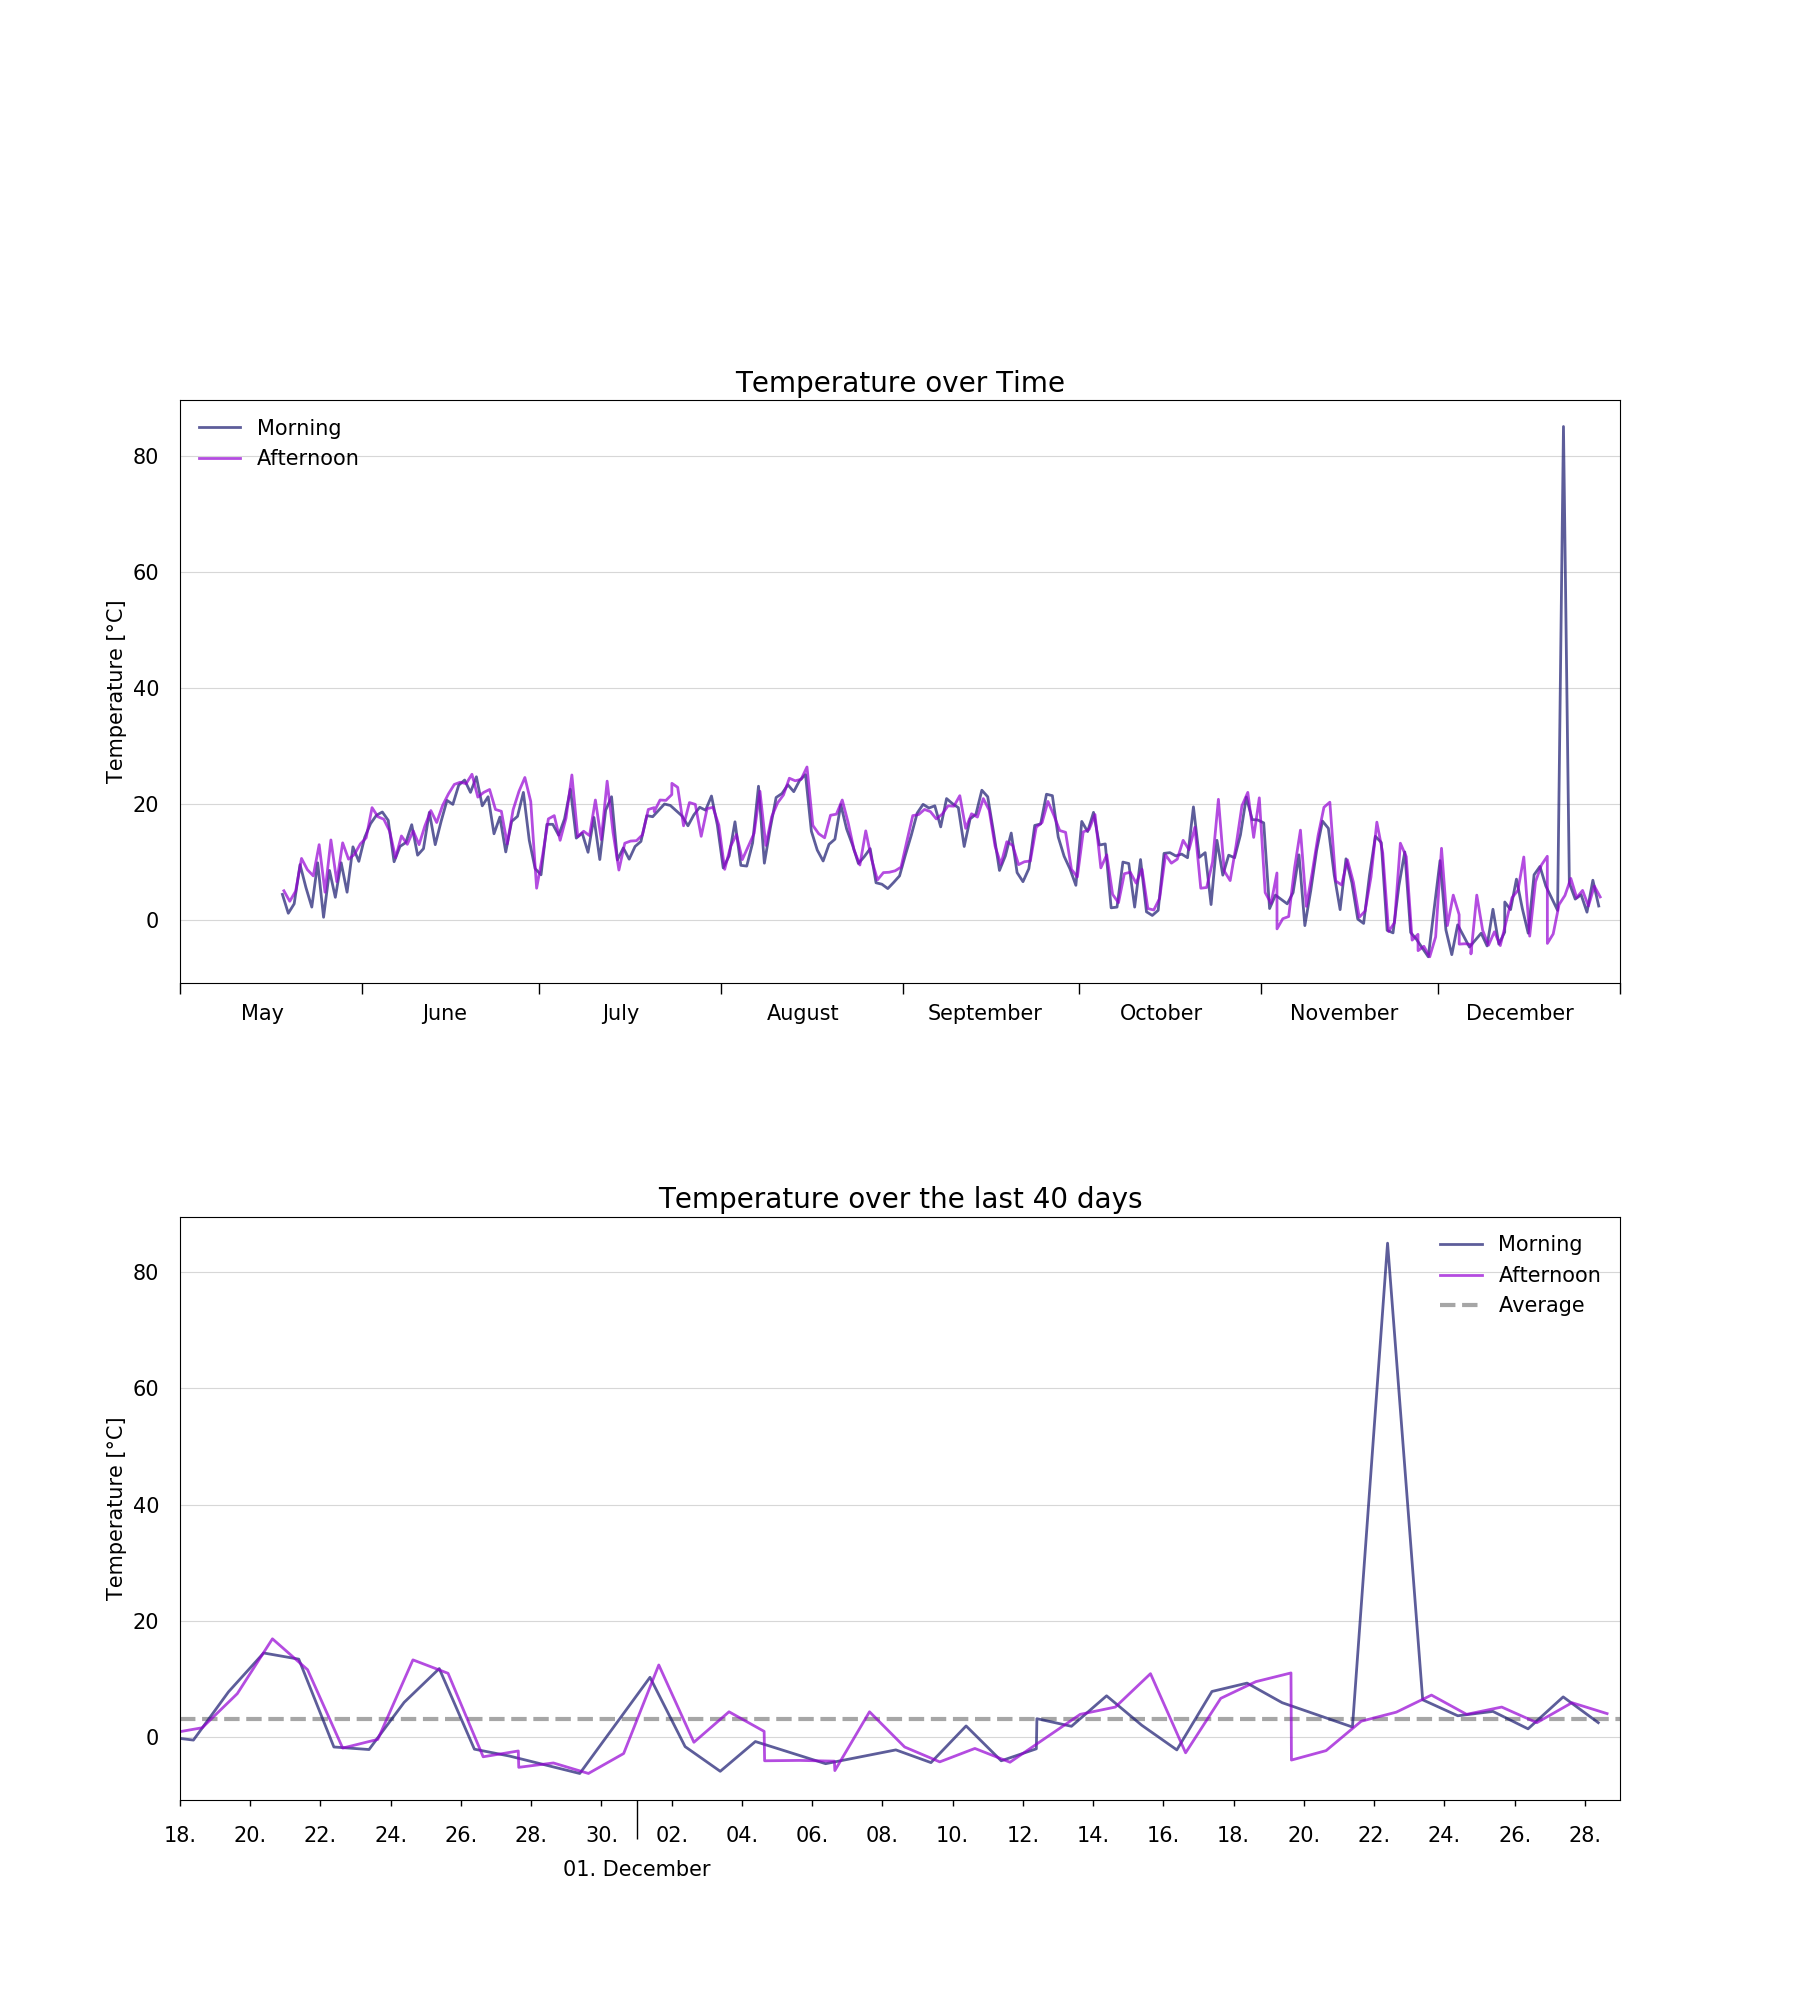 Temperature over Time
Morning
Afternoon
80
60
40
20
0
Temperature [°C]
May June July August September October November December
Temperature over the last 40 days
Morning
Afternoon
Average
80
60
40
20
0
Temperature [°C]
18. 20. 22. 24. 26. 28. 30. 02. 04. 06. 08. 10. 12. 14. 16. 18. 20. 22. 24. 26. 28.
01. December